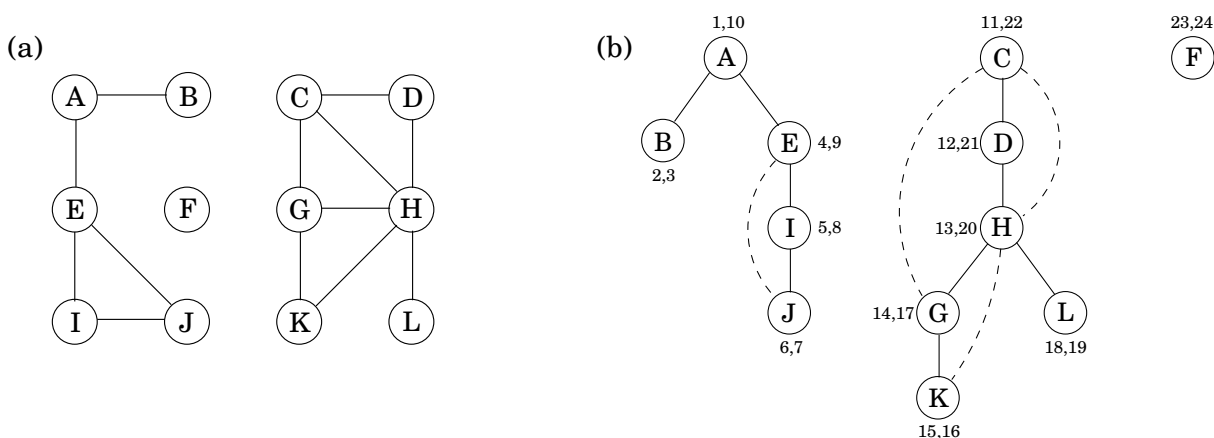 (a)
A B C D
E F G H
I J K L
(b)
1,10 11,22 23,24
A C F
B E 4,9 12,21 D
2,3
I 5,8 13,20 H
J 14,17 G L
6,7 18,19
K
15,16